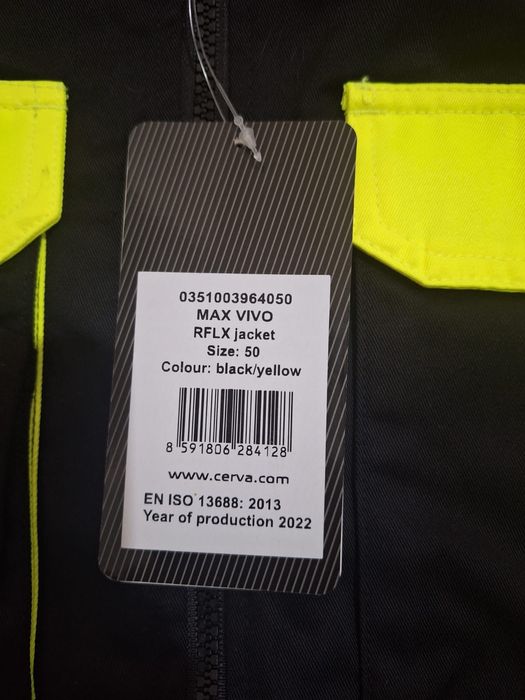 0351003964050
MAX VIVO
RFLX jacket
Size: 50
Colour: black/yellow
8 591806 284128
www.cerva.com
EN ISO 13688: 2013
Year of production 2022